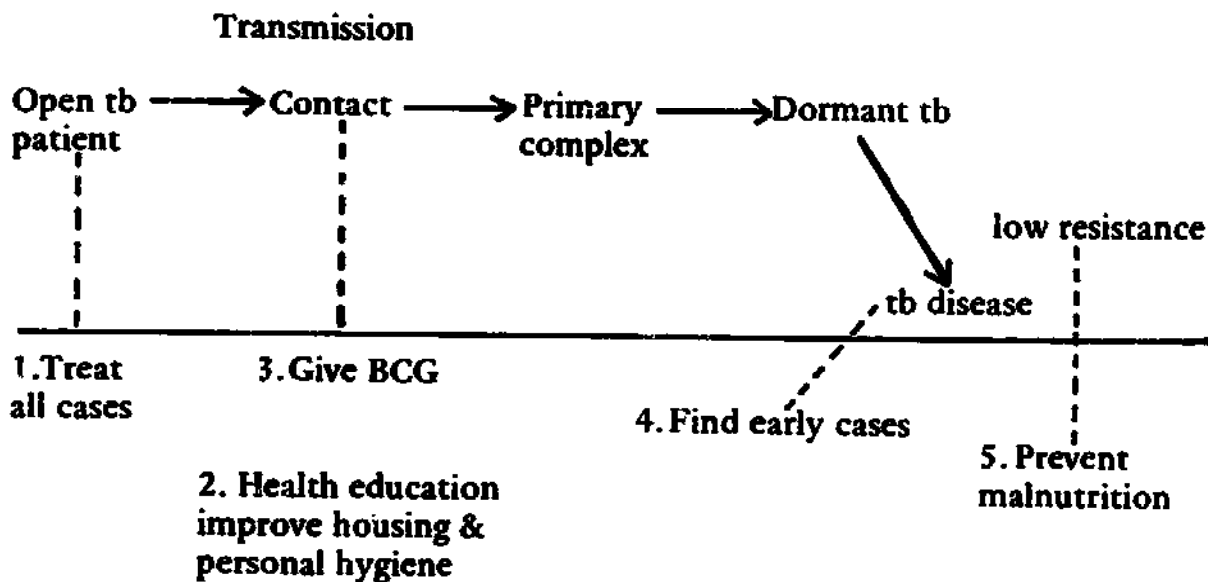 Transmission
Open tb
patient
Contact
Primary
complex
Dormant tb
low resistance
tb disease
1.Treat
all cases
3.Give BCG
4.Find early cases
5. Prevent
malnutrition
2. Health education
improve housing &
personal hygiene